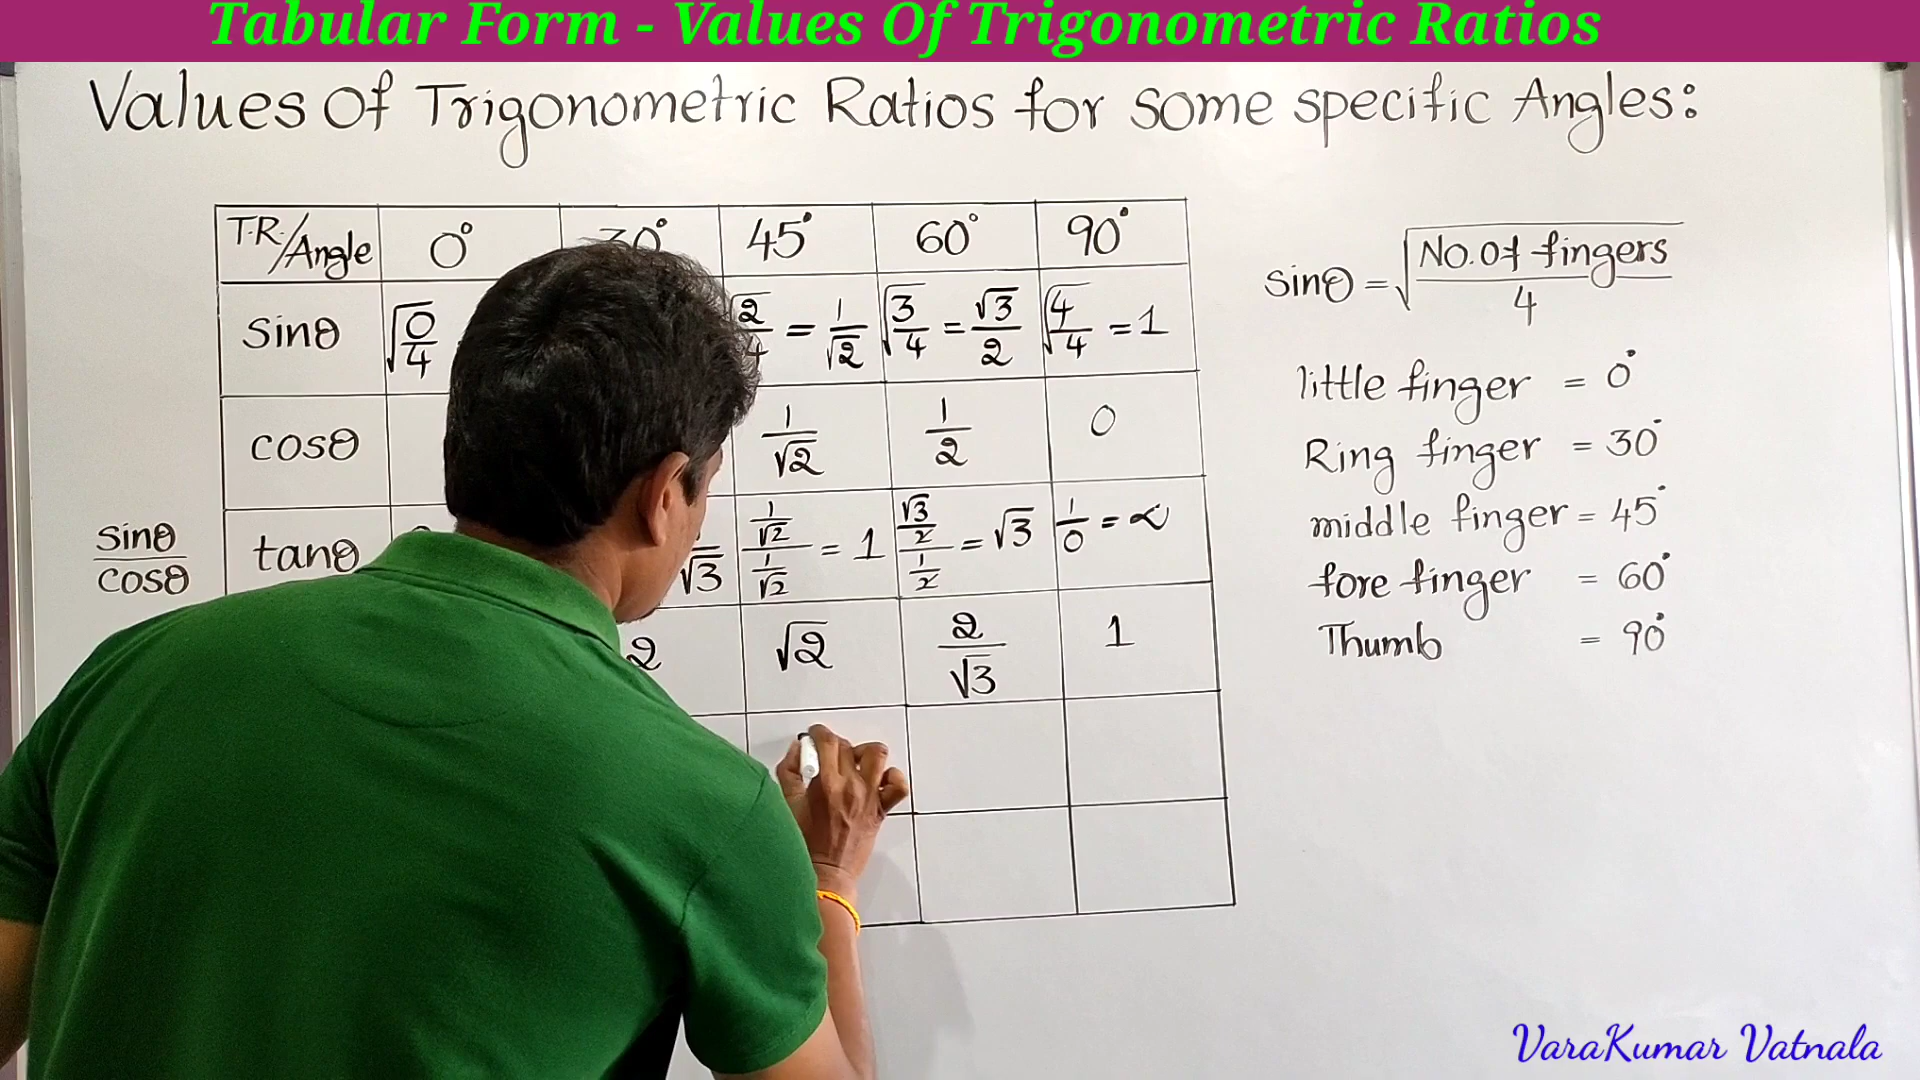 Tabular Form - Values Of Trigonometric Ratios
Values Of Trigonometric Ratios for some specific Angles:
T.R./Angle 0° 30° 45° 60° 90°
sinθ √0/4 2/4 = 1/√2 √3/4 = √3/2 √4/4 = 1
cosθ 1/√2 1/2 0
sinθ/cosθ tanθ √3 1/√2/1/√2 = 1 √3/2/1/2 = √3 1/0 = ∝
2 √2 2/√3 1
sinθ = √No. Of fingers/4
little finger = 0°
Ring finger = 30°
middle finger = 45°
fore finger = 60°
Thumb = 90°
VaraKumar Vatnala